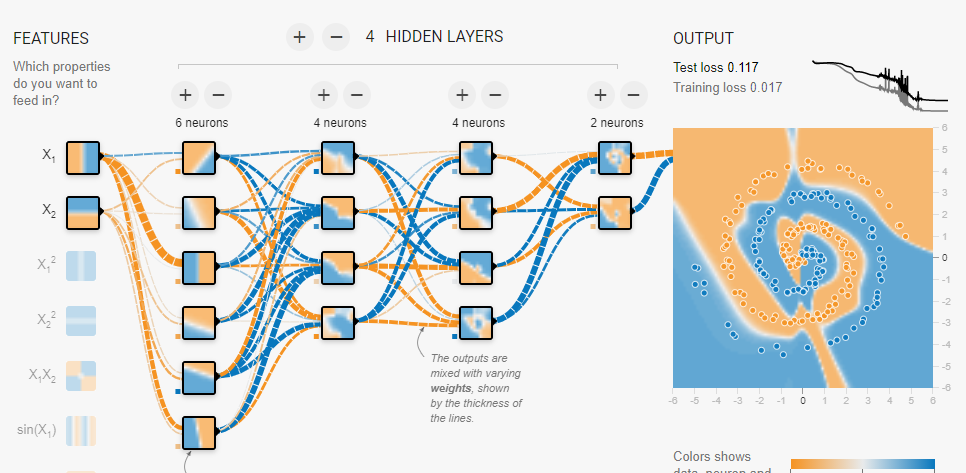 FEATURES
Which properties
do you want to
feed in?
+ − 4 HIDDEN LAYERS
+ − + − + − + −
6 neurons 4 neurons 4 neurons 2 neurons
X1
X2
X1²
X2²
X1X2
sin(X1)
The outputs are
mixed with varying
weights, shown
by the thickness of
the lines.
OUTPUT
Test loss 0.117
Training loss 0.017
6
5
4
3
2
1
0
-1
-2
-3
-4
-5
-6
-6 -5 -4 -3 -2 -1 0 1 2 3 4 5 6
Colors shows
data, neuron and